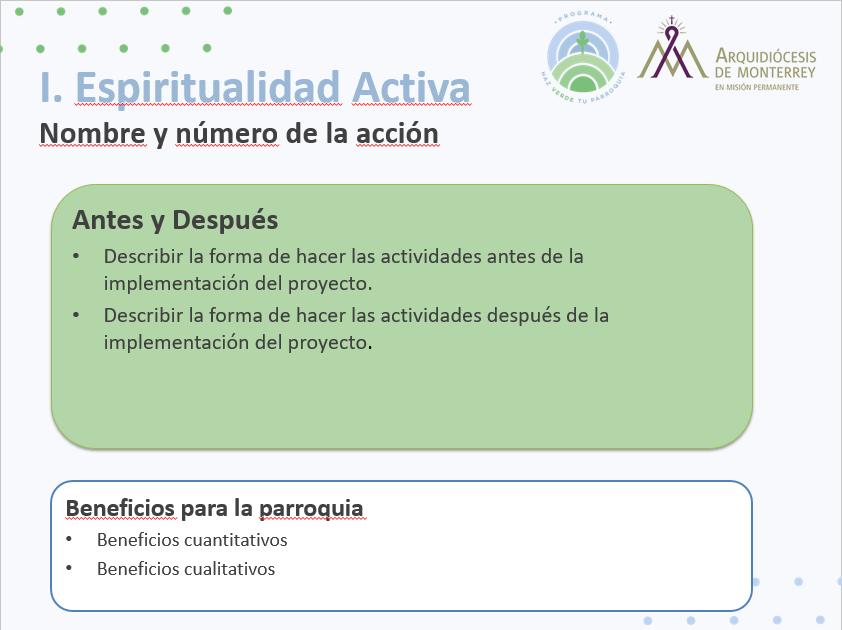 ·PROGRAMA·
HAZ VERDE TU PARROQUIA
ARQUIDIÓCESIS
DE MONTERREY
EN MISIÓN PERMANENTE
I. Espiritualidad Activa
Nombre y número de la acción
Antes y Después
• Describir la forma de hacer las actividades antes de la
implementación del proyecto.
• Describir la forma de hacer las actividades después de la
implementación del proyecto.
Beneficios para la parroquia
• Beneficios cuantitativos
• Beneficios cualitativos